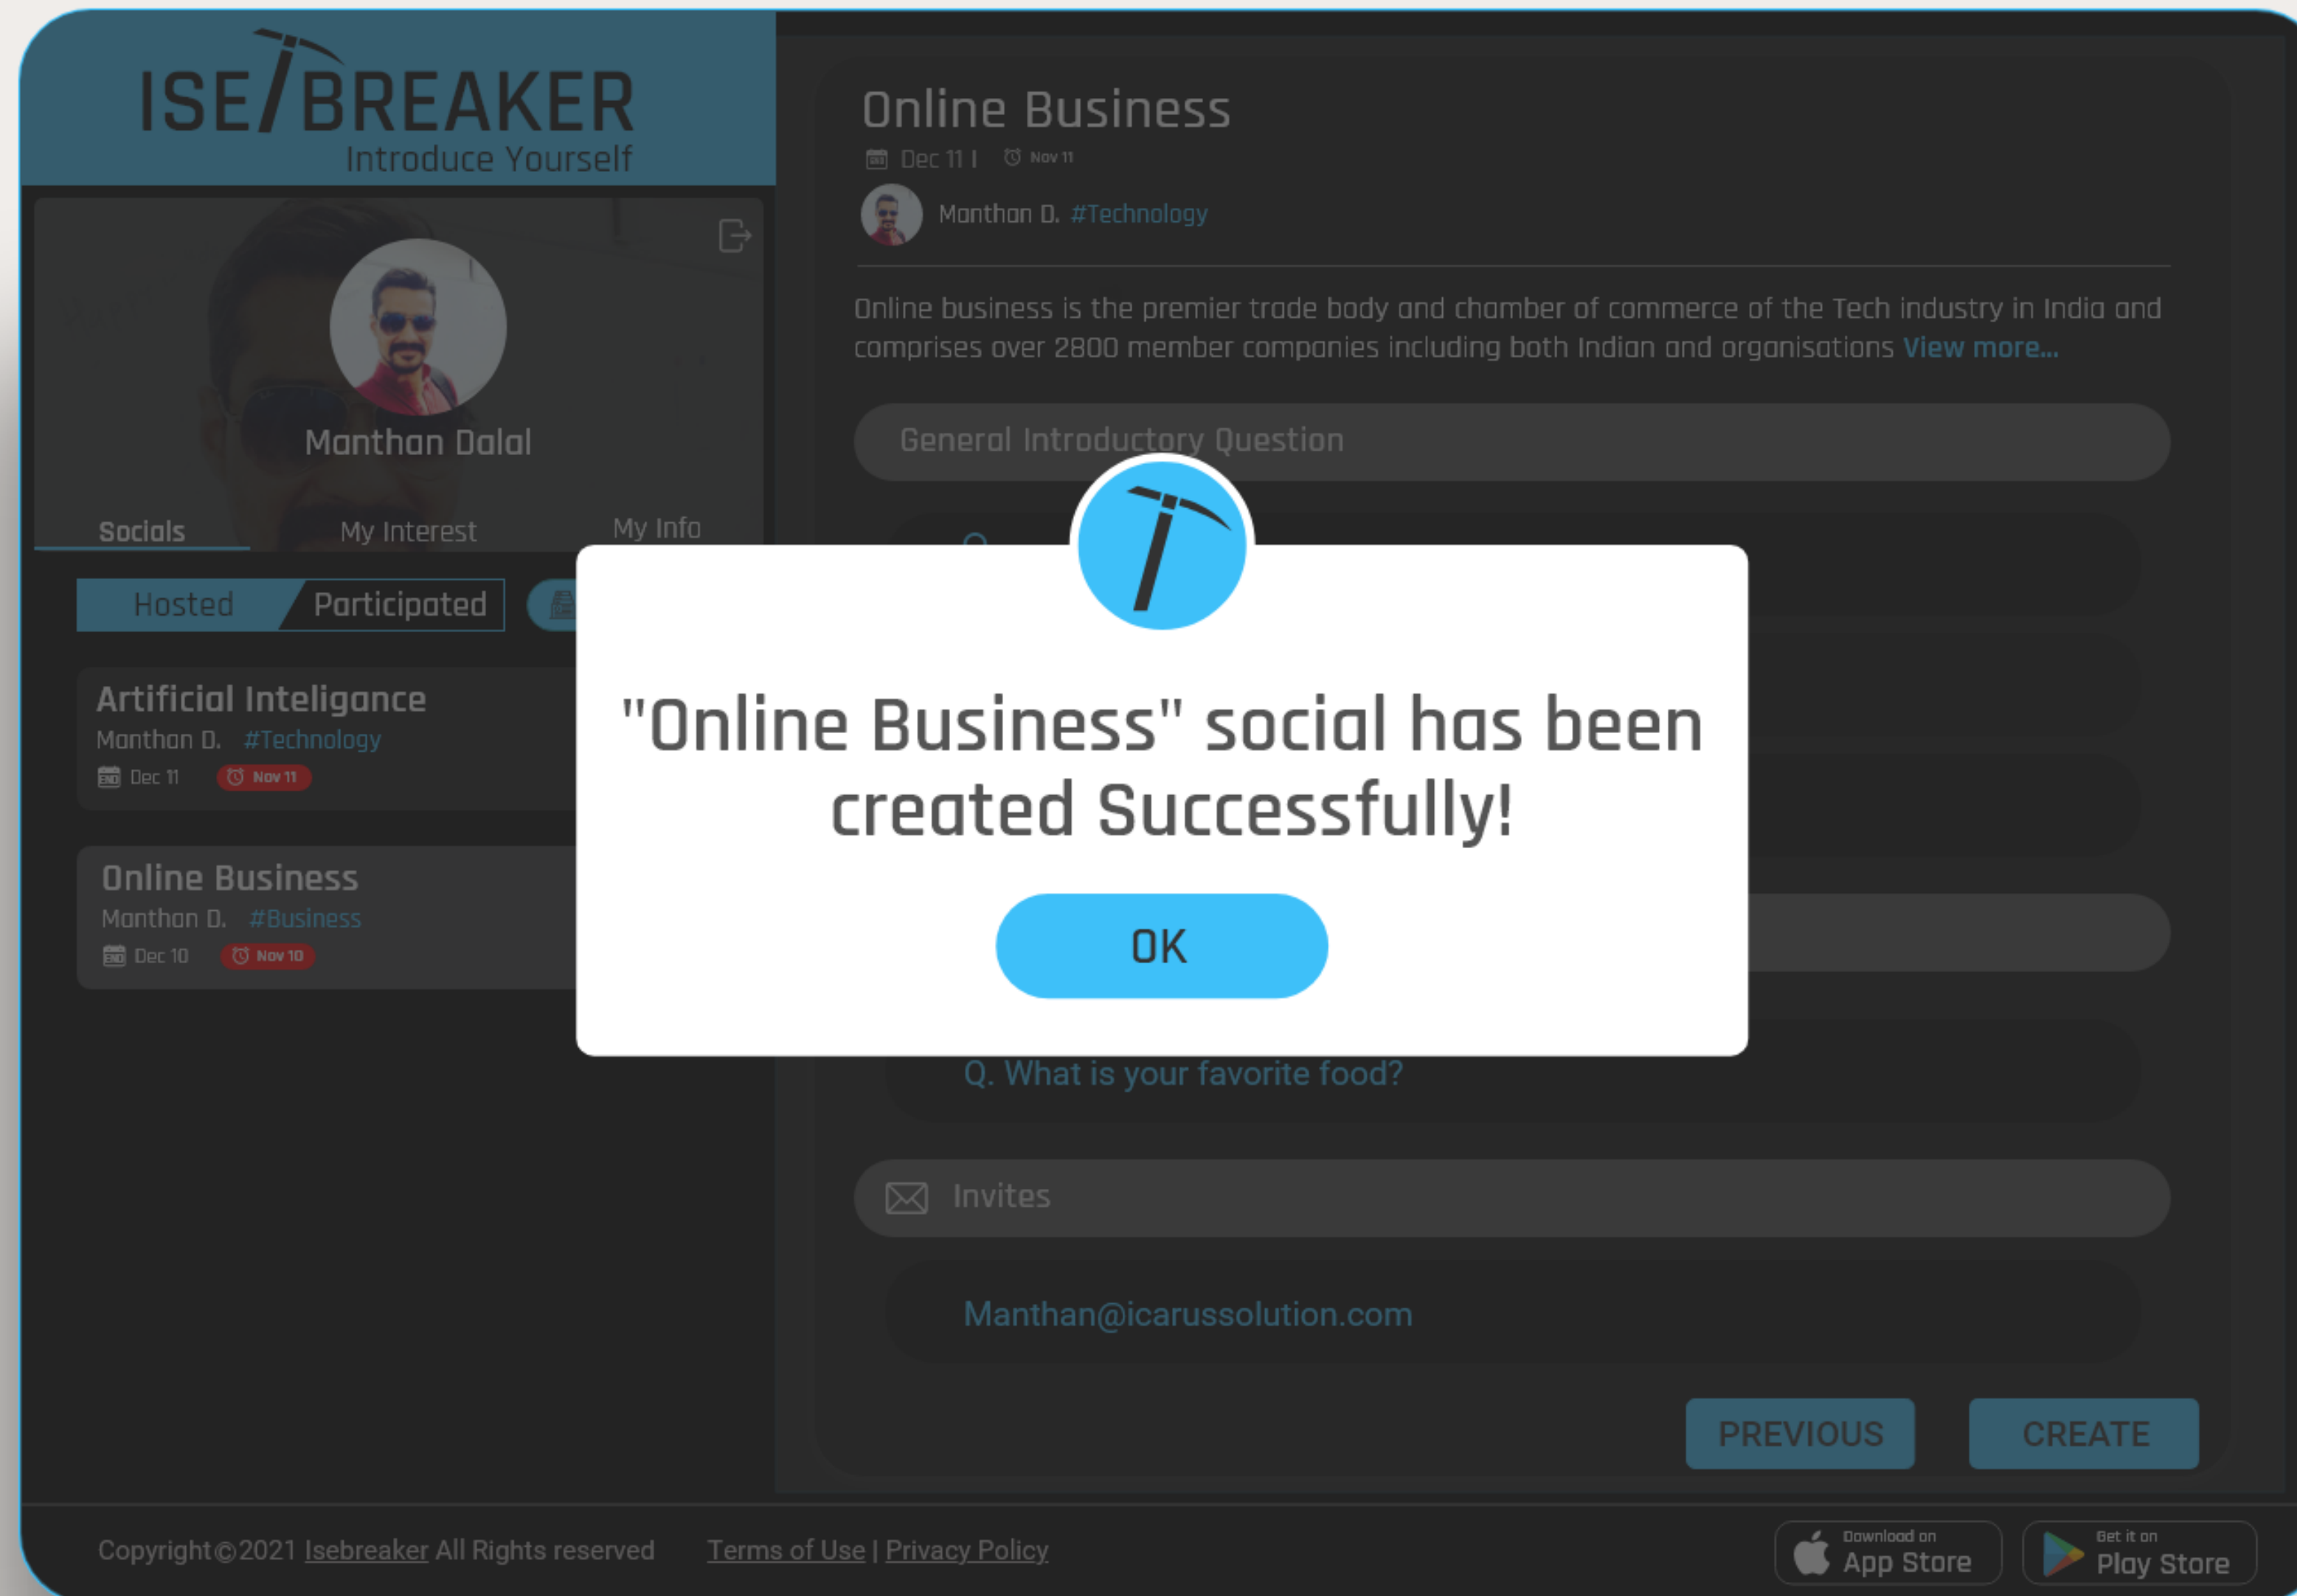 ISE BREAKER
Introduce Yourself
Manthan Dalal
Socials
My Interest
My Info
Hosted
Participated
Artificial Inteligance
Manthan D. #Technology
END Dec 11 Nov 11
Online Business
Manthan D. #Business
END Dec 10 Nov 10
Online Business
END Dec 11 | Nov 11
Manthan D. #Technology
Online business is the premier trade body and chamber of commerce of the Tech industry in India and
comprises over 2800 member companies including both Indian and organisations View more...
General Introductory Question
"Online Business" social has been
created Successfully!
OK
Q. What is your favorite food?
Invites
Manthan@icarussolution.com
PREVIOUS
CREATE
Copyright©2021 Isebreaker All Rights reserved
Terms of Use | Privacy Policy
Download on
App Store
Get it on
Play Store